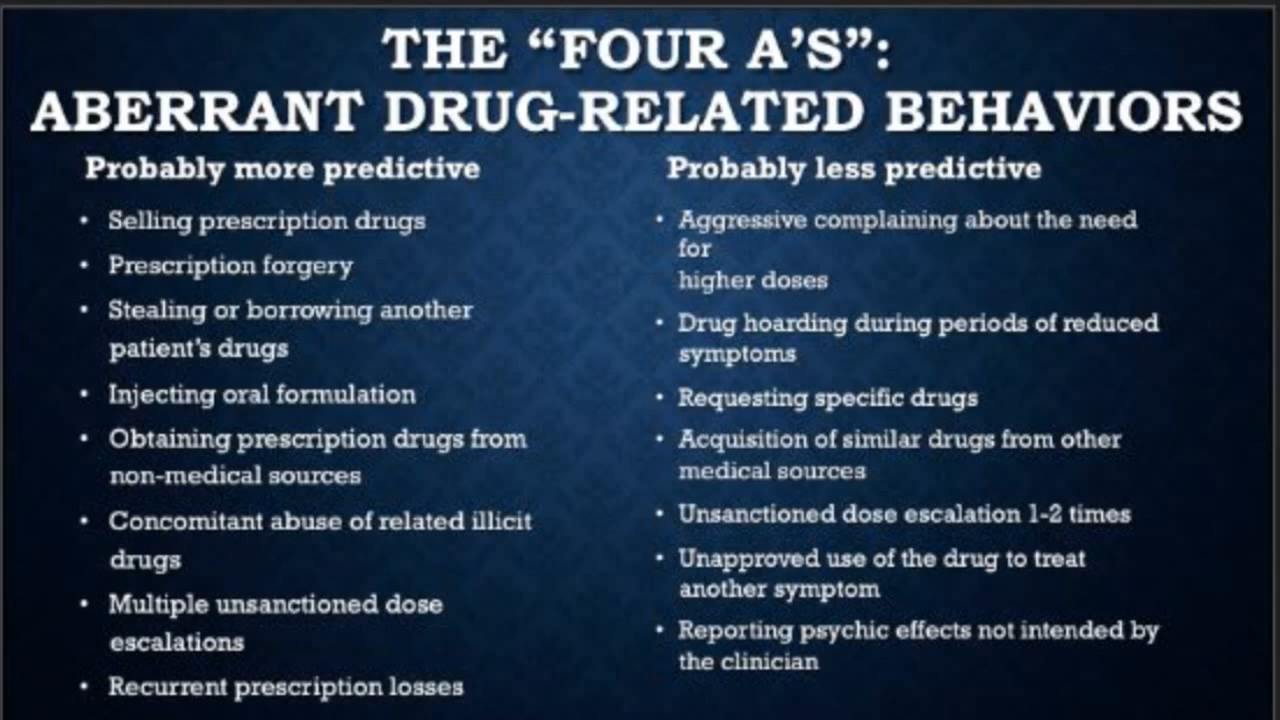 THE “FOUR A’S”:
ABERRANT DRUG-RELATED BEHAVIORS
Probably more predictive
• Selling prescription drugs
• Prescription forgery
• Stealing or borrowing another
patient’s drugs
• Injecting oral formulation
• Obtaining prescription drugs from
non-medical sources
• Concomitant abuse of related illicit
drugs
• Multiple unsanctioned dose
escalations
• Recurrent prescription losses
Probably less predictive
• Aggressive complaining about the need
for
higher doses
• Drug hoarding during periods of reduced
symptoms
• Requesting specific drugs
• Acquisition of similar drugs from other
medical sources
• Unsanctioned dose escalation 1-2 times
• Unapproved use of the drug to treat
another symptom
• Reporting psychic effects not intended by
the clinician